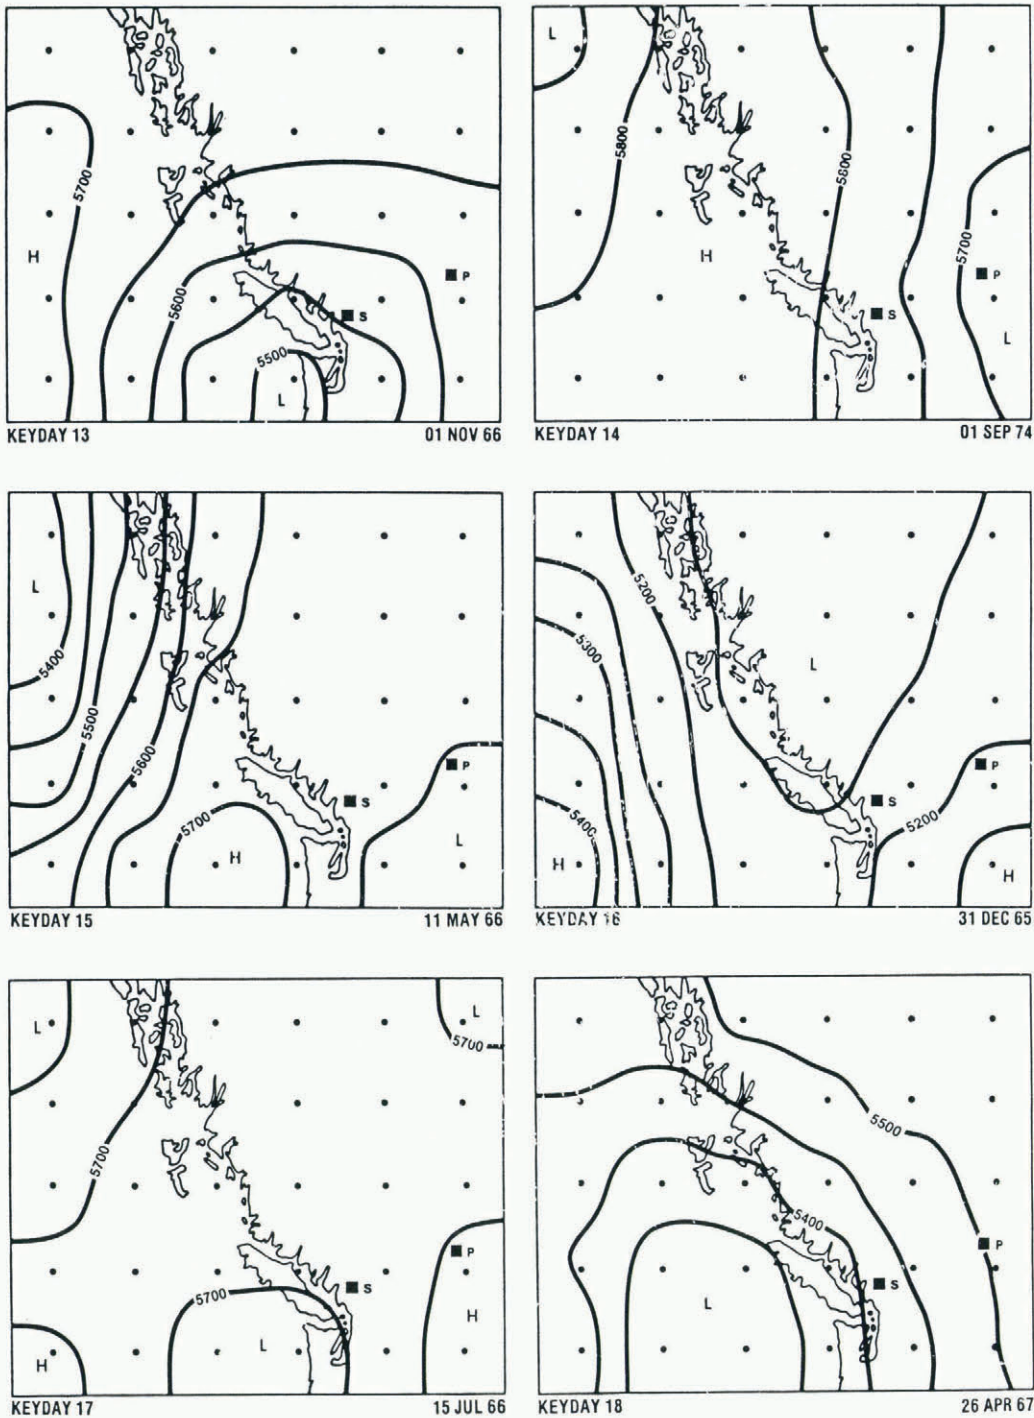 5700
H
5600
P
S
5500
L
KEYDAY 13 01 NOV 66
L
5800
5800
5700
H
P
S
L
KEYDAY 14 01 SEP 74
L
5400
5500
5600
5700
P
S
H
L
KEYDAY 15 11 MAY 66
5200
5300
L
P
5400
S
5200
H
H
KEYDAY 16 31 DEC 65
L
L
5700
5700
P
S
5700
H
L
H
KEYDAY 17 15 JUL 66
5500
5400
P
S
L
KEYDAY 18 26 APR 67